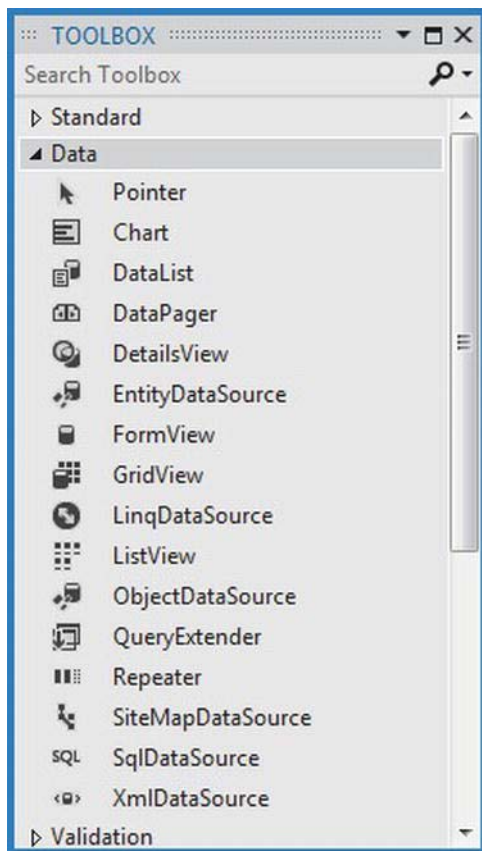 TOOLBOX
Search Toolbox
Standard
Data
Pointer
Chart
DataList
DataPager
DetailsView
EntityDataSource
FormView
GridView
LinqDataSource
ListView
ObjectDataSource
QueryExtender
Repeater
SiteMapDataSource
SQL SqlDataSource
XmlDataSource
Validation